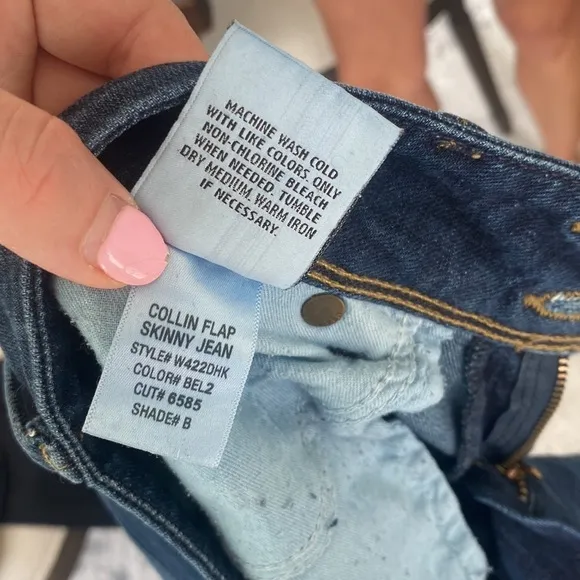 MACHINE WASH COLD
WITH LIKE COLORS. ONLY
NON-CHLORINE BLEACH
WHEN NEEDED. TUMBLE
DRY MEDIUM. WARM IRON
IF NECESSARY.
COLLIN FLAP
SKINNY JEAN
STYLE# W422DHK
COLOR# BEL2
CUT# 6585
SHADE# B